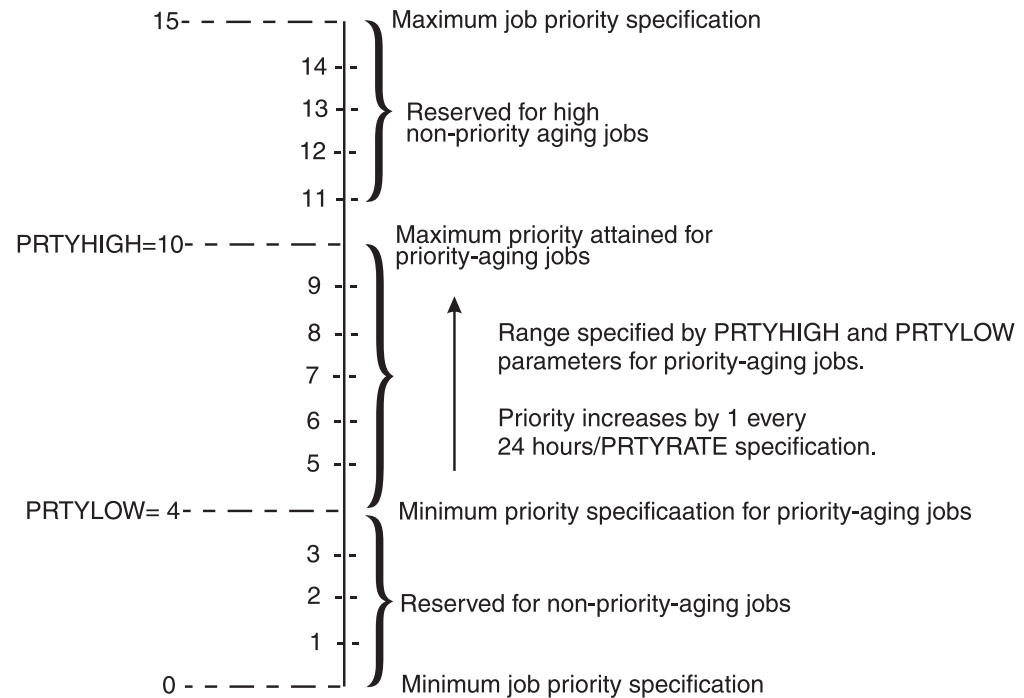 15 Maximum job priority specification
14
13
Reserved for high
non-priority aging jobs
12
11
PRTYHIGH=10
Maximum priority attained for
priority-aging jobs
9
8
Range specified by PRTYHIGH and PRTYLOW
parameters for priority-aging jobs.
7
6
Priority increases by 1 every
24 hours/PRTYRATE specification.
5
PRTYLOW= 4 Minimum priority specificaation for priority-aging jobs
3
2 Reserved for non-priority-aging jobs
1
0 Minimum job priority specification